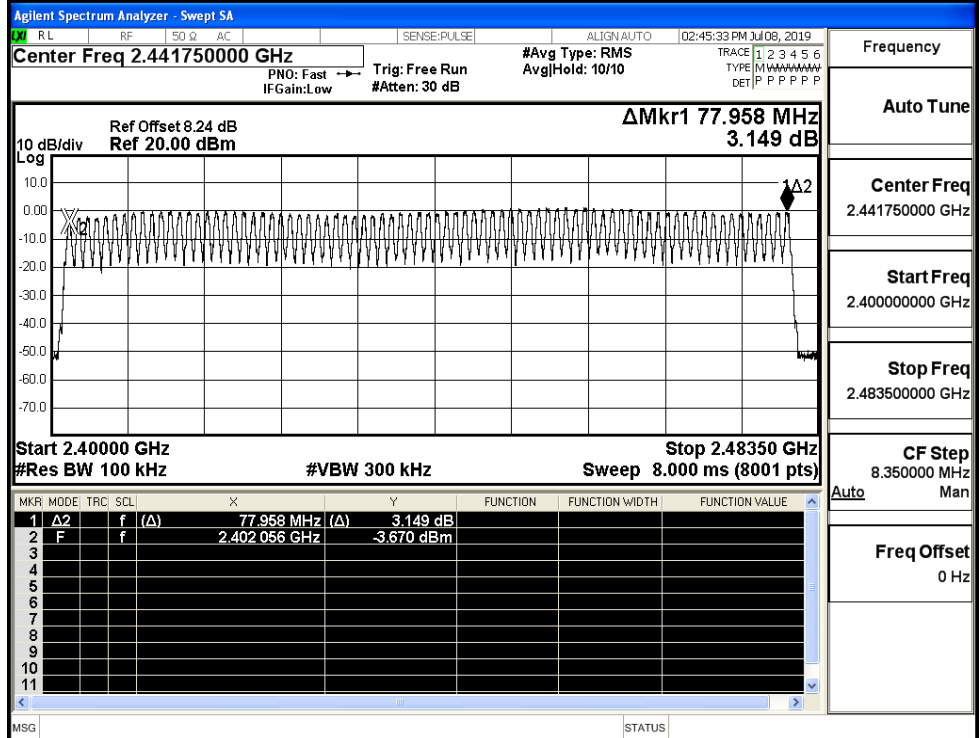 Agilent Spectrum Analyzer - Swept SA
LXI RL RF 50 Ω AC SENSE:PULSE ALIGN AUTO 02:45:33 PM Jul 08, 2019
Center Freq 2.441750000 GHz
PNO: Fast
IFGain:Low
Trig: Free Run
#Atten: 30 dB
#Avg Type: RMS
Avg|Hold: 10/10
TRACE 1 2 3 4 5 6
TYPE M WWWWW
DET P P P P P P
Frequency
Auto Tune
Center Freq
2.441750000 GHz
Start Freq
2.400000000 GHz
Stop Freq
2.483500000 GHz
CF Step
8.350000 MHz
Auto Man
Freq Offset
0 Hz
ΔMkr1 77.958 MHz
3.149 dB
Ref Offset 8.24 dB
10 dB/div Ref 20.00 dBm
Log
10.0
0.00
-10.0
-20.0
-30.0
-40.0
-50.0
-60.0
-70.0
1Δ2
2
Start 2.40000 GHz Stop 2.48350 GHz
#Res BW 100 kHz #VBW 300 kHz Sweep 8.000 ms (8001 pts)
MKR MODE TRC SCL X Y FUNCTION FUNCTION WIDTH FUNCTION VALUE
1 Δ2 f (Δ) 77.958 MHz (Δ) 3.149 dB
2 F f 2.402 056 GHz -3.670 dBm
3
4
5
6
7
8
9
10
11
MSG STATUS